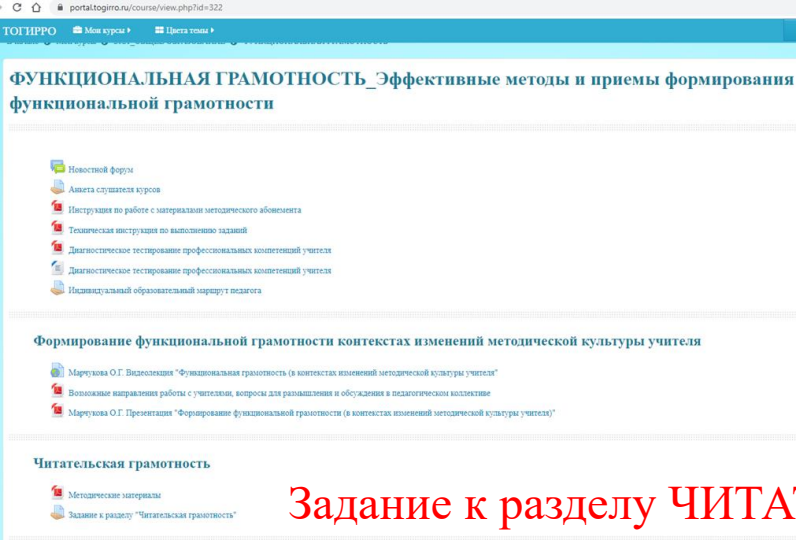 portal.togirro.ru/course/view.php?id=322
ТОГИРРО Мои курсы Цвета темы
ФУНКЦИОНАЛЬНАЯ ГРАМОТНОСТЬ_Эффективные методы и приемы формирования
функциональной грамотности
Новостной форум
Анкета слушателя курсов
Инструкция по работе с материалами методического абонемента
Техническая инструкция по выполнению заданий
Диагностическое тестирование профессиональных компетенций учителя
Диагностическое тестирование профессиональных компетенций учителя
Индивидуальный образовательный маршрут педагога
Формирование функциональной грамотности контекстах изменений методической культуры учителя
Марчукова О.Г. Видеолекция "Функциональная грамотность (в контекстах изменений методической культуры учителя"
Возможные направления работы с учителями, вопросы для размышления и обсуждения в педагогическом коллективе
Марчукова О.Г. Презентация "Формирование функциональной грамотности (в контекстах изменений методической культуры учителя)"
Читательская грамотность
Методические материалы
Задание к разделу "Читательская грамотность"
Задание к разделу ЧИТАТ